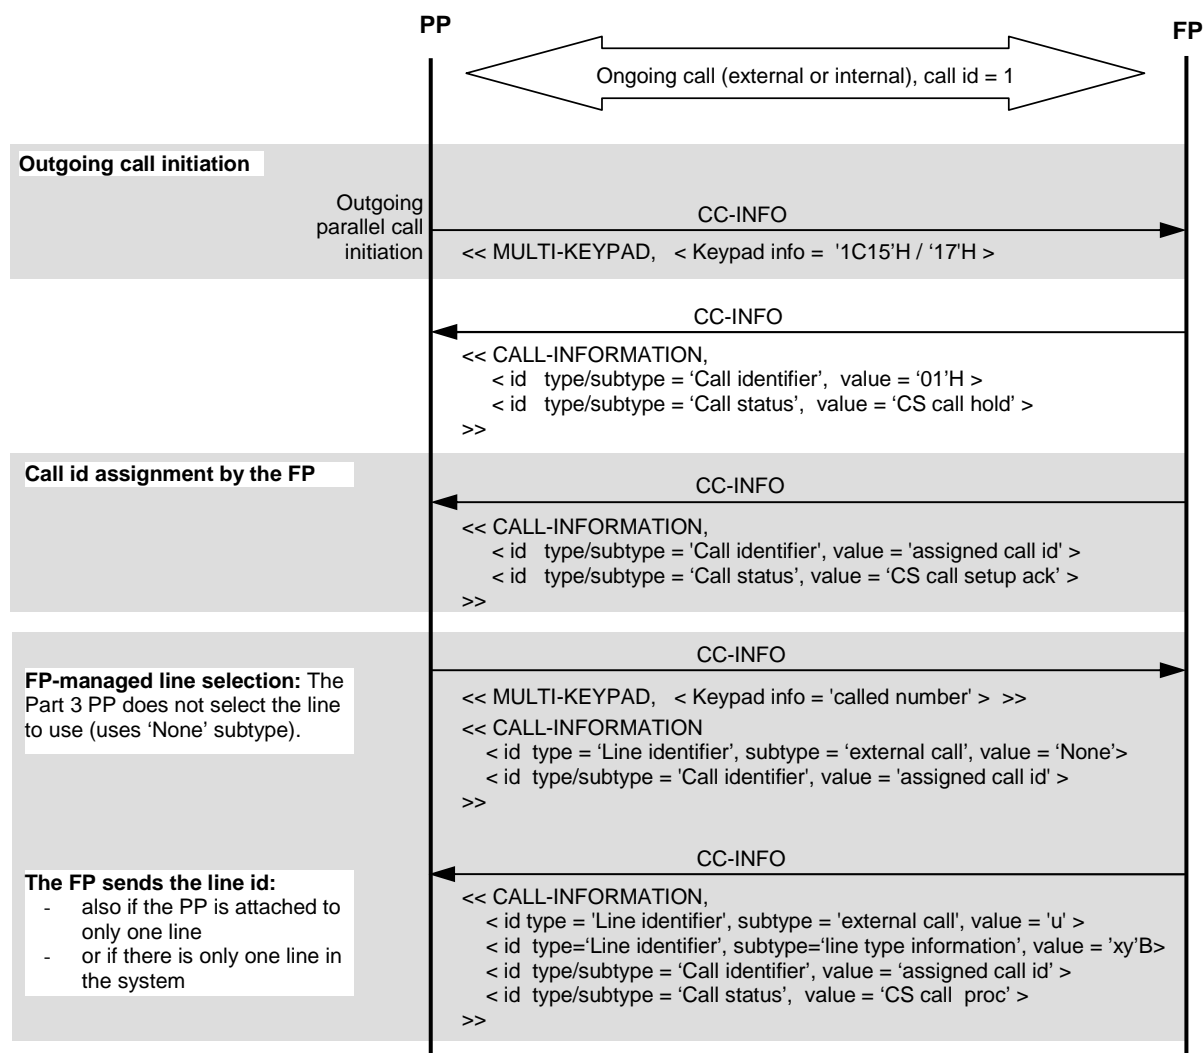 PP
FP
Ongoing call (external or internal), call id = 1
Outgoing call initiation
Outgoing
parallel call
initiation
CC-INFO
<< MULTI-KEYPAD,   < Keypad info =  '1C15'H / ‘17'H >
CC-INFO
<< CALL-INFORMATION,
< id   type/subtype = ‘Call identifier’,  value = ‘01’H >
< id   type/subtype = ‘Call status’,  value = ‘CS call hold’ >
>>
Call id assignment by the FP
CC-INFO
<< CALL-INFORMATION,
< id   type/subtype = 'Call identifier', value = 'assigned call id' >
< id   type/subtype = ‘Call status’, value = ‘CS call setup ack’ >
>>
CC-INFO
FP-managed line selection: The
Part 3 PP does not select the line
to use (uses ‘None’ subtype).
<< MULTI-KEYPAD,   < Keypad info = 'called number' >  >>
<< CALL-INFORMATION
< id  type = ‘Line identifier’, subtype = ‘external call’, value = ‘None’>
< id  type/subtype = 'Call identifier’, value = 'assigned call id' >
>>
CC-INFO
The FP sends the line id:
-    also if the PP is attached to
only one line
-    or if there is only one line in
the system
<< CALL-INFORMATION,
< id type = 'Line identifier', subtype = ‘external call’, value = 'u' >
< id  type=‘Line identifier’, subtype=‘line type information’, value = ’xy’B>
< id  type/subtype = ‘Call identifier’, value = ‘assigned call id’ >
< id  type/subtype = ‘Call status’,  value = ‘CS call  proc’ >
>>